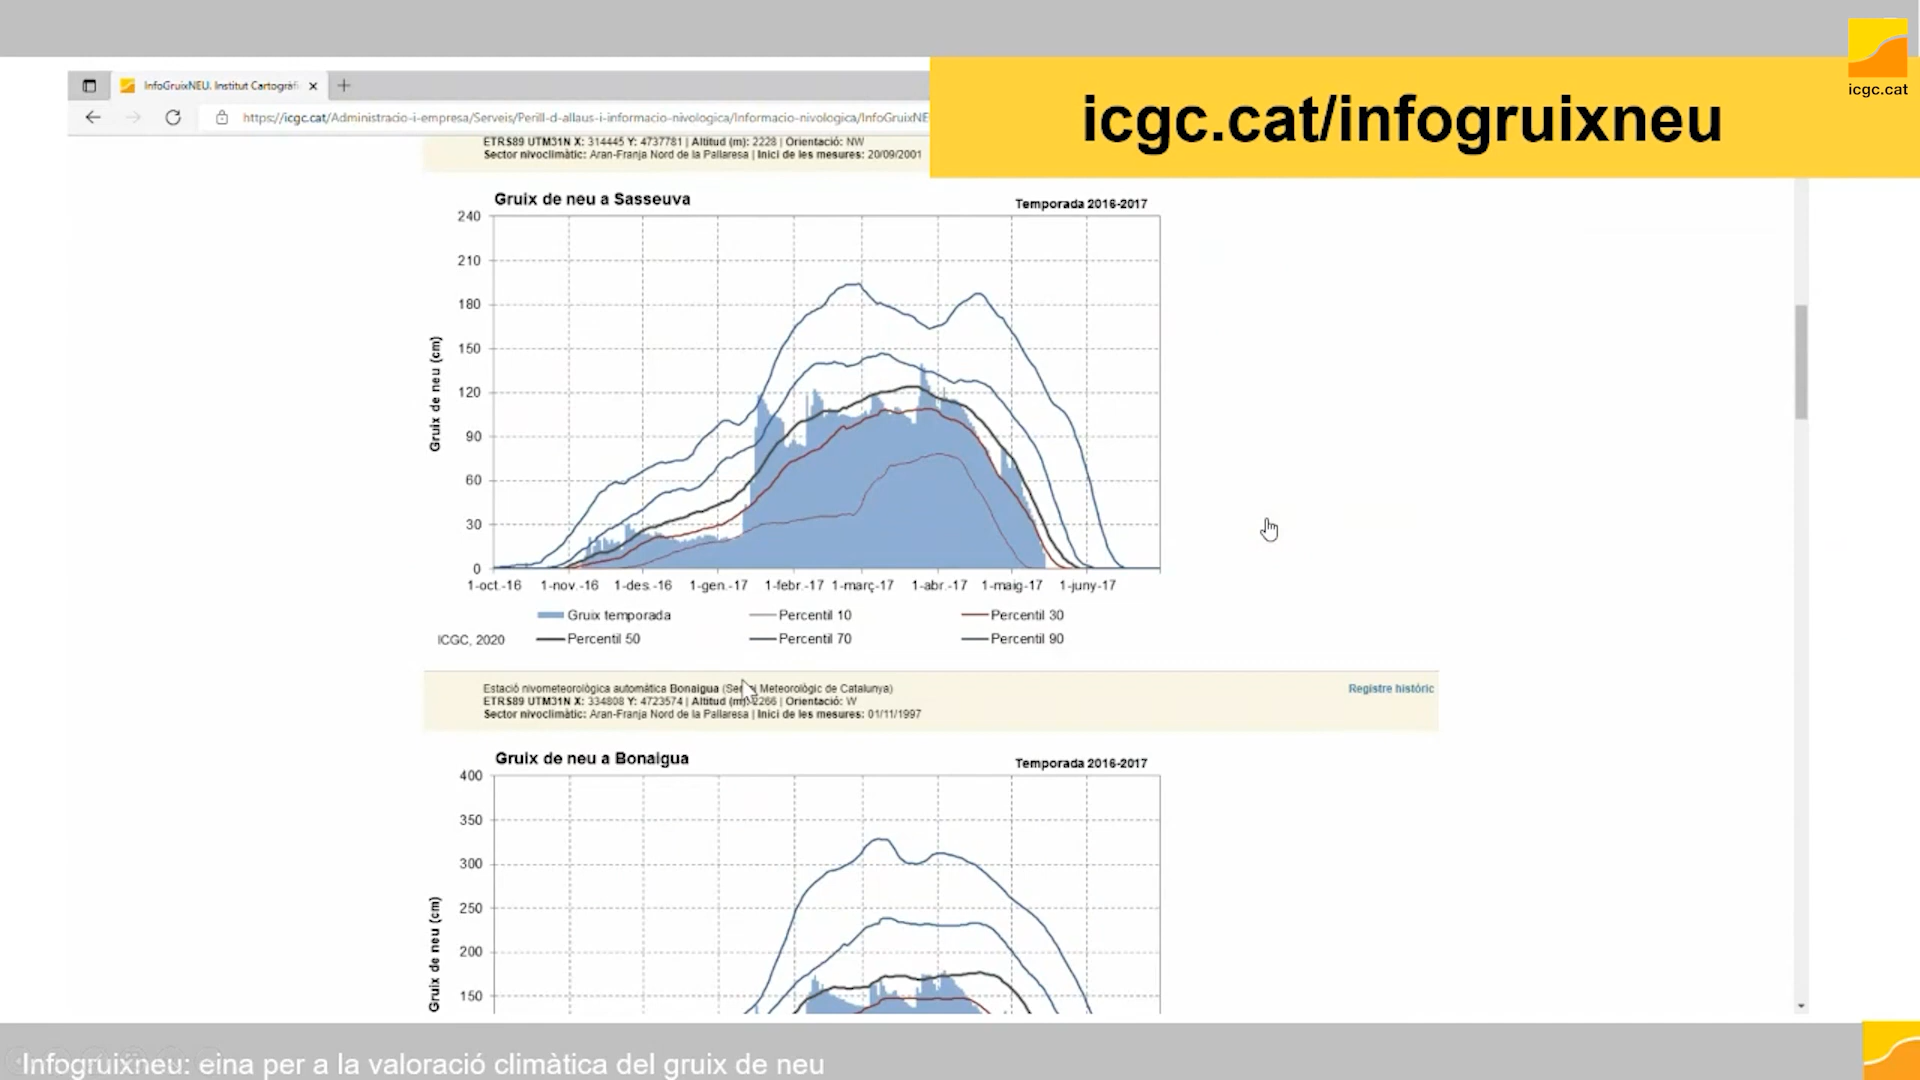 icgc.cat
InfoGruixNEU. Institut Cartogràfi
icgc.cat/infogruixneu
https://icgc.cat/Administracio-i-empresa/Serveis/Perill-d-allaus-i-informacio-nivologica/Informacio-nivologica/InfoGruixNE
ETRS89 UTM31N X: 314445 Y: 4737781 | Altitud (m): 2228 | Orientació: NW
Sector nivoclimàtic: Aran-Franja Nord de la Pallaresa | Inici de les mesures: 20/09/2001
Gruix de neu a Sasseuva
Temporada 2016-2017
Gruix de neu (cm)
240
210
180
150
120
90
60
30
0
1-oct.-16 1-nov.-16 1-des.-16 1-gen.-17 1-febr.-17 1-març-17 1-abr.-17 1-maig-17 1-juny-17
Gruix temporada Percentil 10 Percentil 30
ICGC, 2020 Percentil 50 Percentil 70 Percentil 90
Estació nivometeorològica automàtica Bonaigua (Servei Meteorològic de Catalunya)
Registre històric
ETRS89 UTM31N X: 334808 Y: 4723574 | Altitud (m): 2266 | Orientació: W
Sector nivoclimàtic: Aran-Franja Nord de la Pallaresa | Inici de les mesures: 01/11/1997
Gruix de neu a Bonaigua
Temporada 2016-2017
Gruix de neu (cm)
400
350
300
250
200
150
Infogruixneu: eina per a la valoració climàtica del gruix de neu